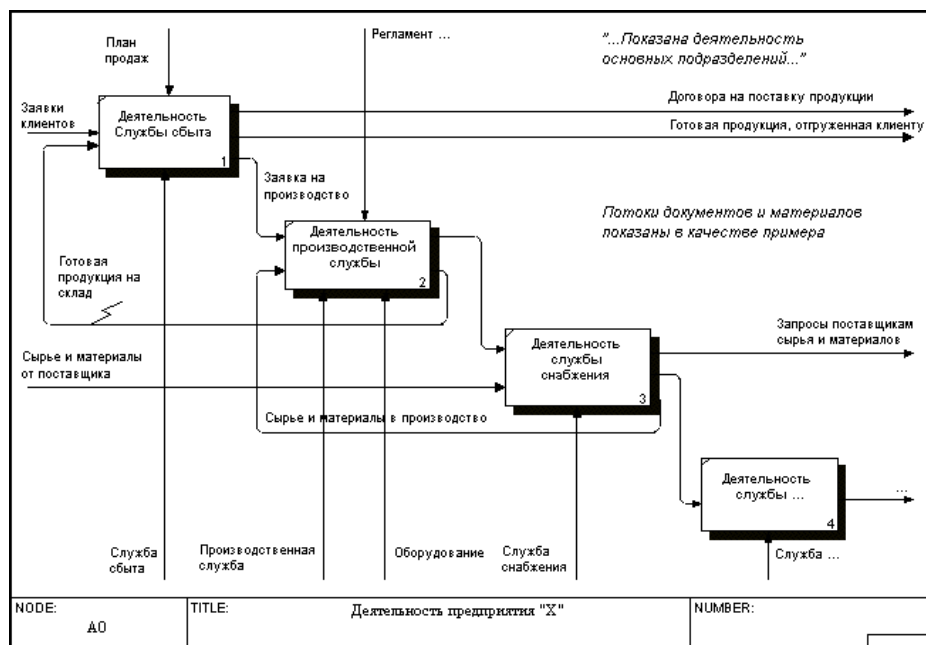 План
продаж
Регламент ...
"...Показана деятельность
основных подразделений..."
Заявки
клиентов
Деятельность
Службы сбыта
1
Договора на поставку продукции
Готовая продукция, отгруженная клиенту
Заявка на
производство
Деятельность
производственной
службы
2
Потоки документов и материалов
показаны в качестве примера
Готовая
продукция на
склад
Сырье и материалы
от поставщика
Деятельность
службы
снабжения
3
Запросы поставщикам
сырья и материалов
Сырье и материалы в производство
Деятельность
службы ...
4
...
Служба
сбыта
Производственная
служба
Оборудование
Служба
снабжения
Служба ...
NODE:
A0
TITLE:
Деятельность предприятия "Х"
NUMBER: